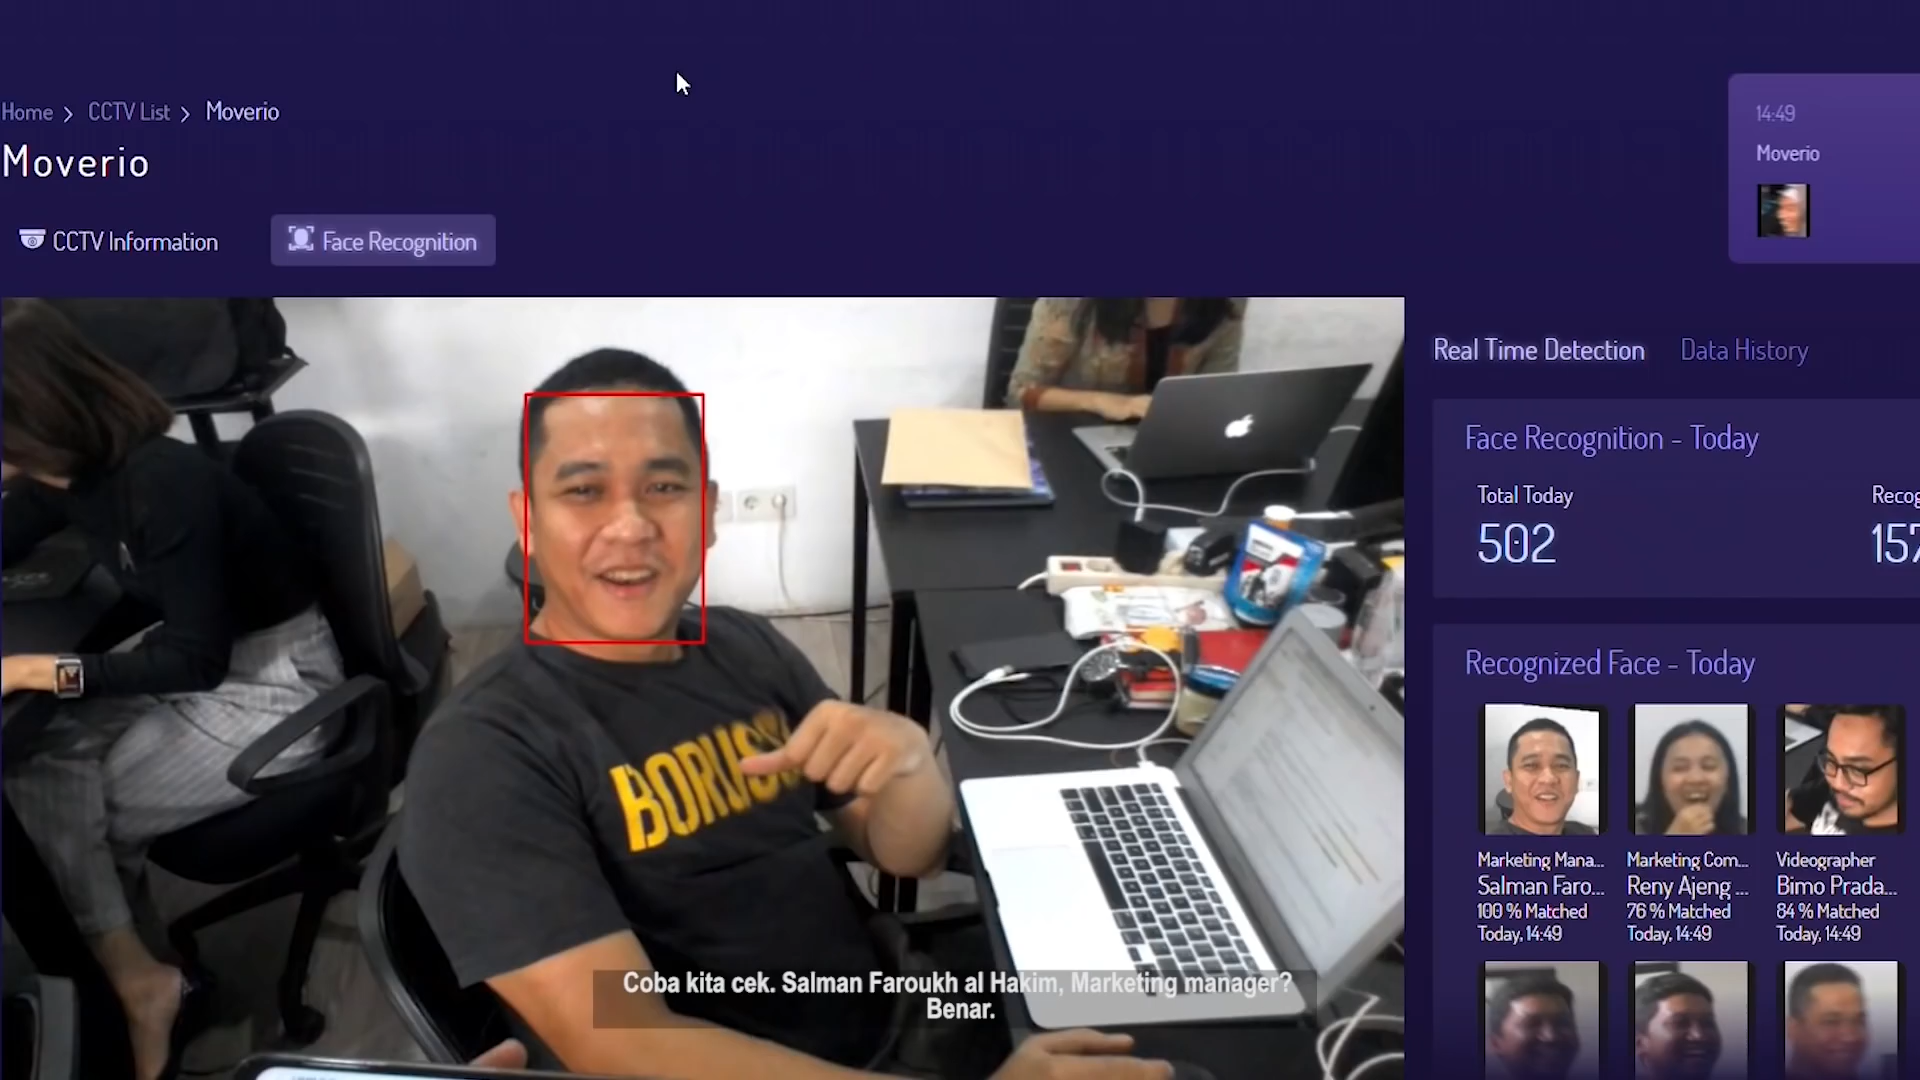 Home > CCTV List > Moverio
Moverio
CCTV Information
Face Recognition
14:49
Moverio
Real Time Detection
Data History
Face Recognition - Today
Total Today
502
Recog
157
Recognized Face - Today
Marketing Mana...
Salman Faro...
100 % Matched
Today, 14:49
Marketing Com...
Reny Ajeng ...
76 % Matched
Today, 14:49
Videographer
Bimo Prada...
84 % Matched
Today, 14:49
BORUSS
Coba kita cek. Salman Faroukh al Hakim, Marketing manager?
Benar.